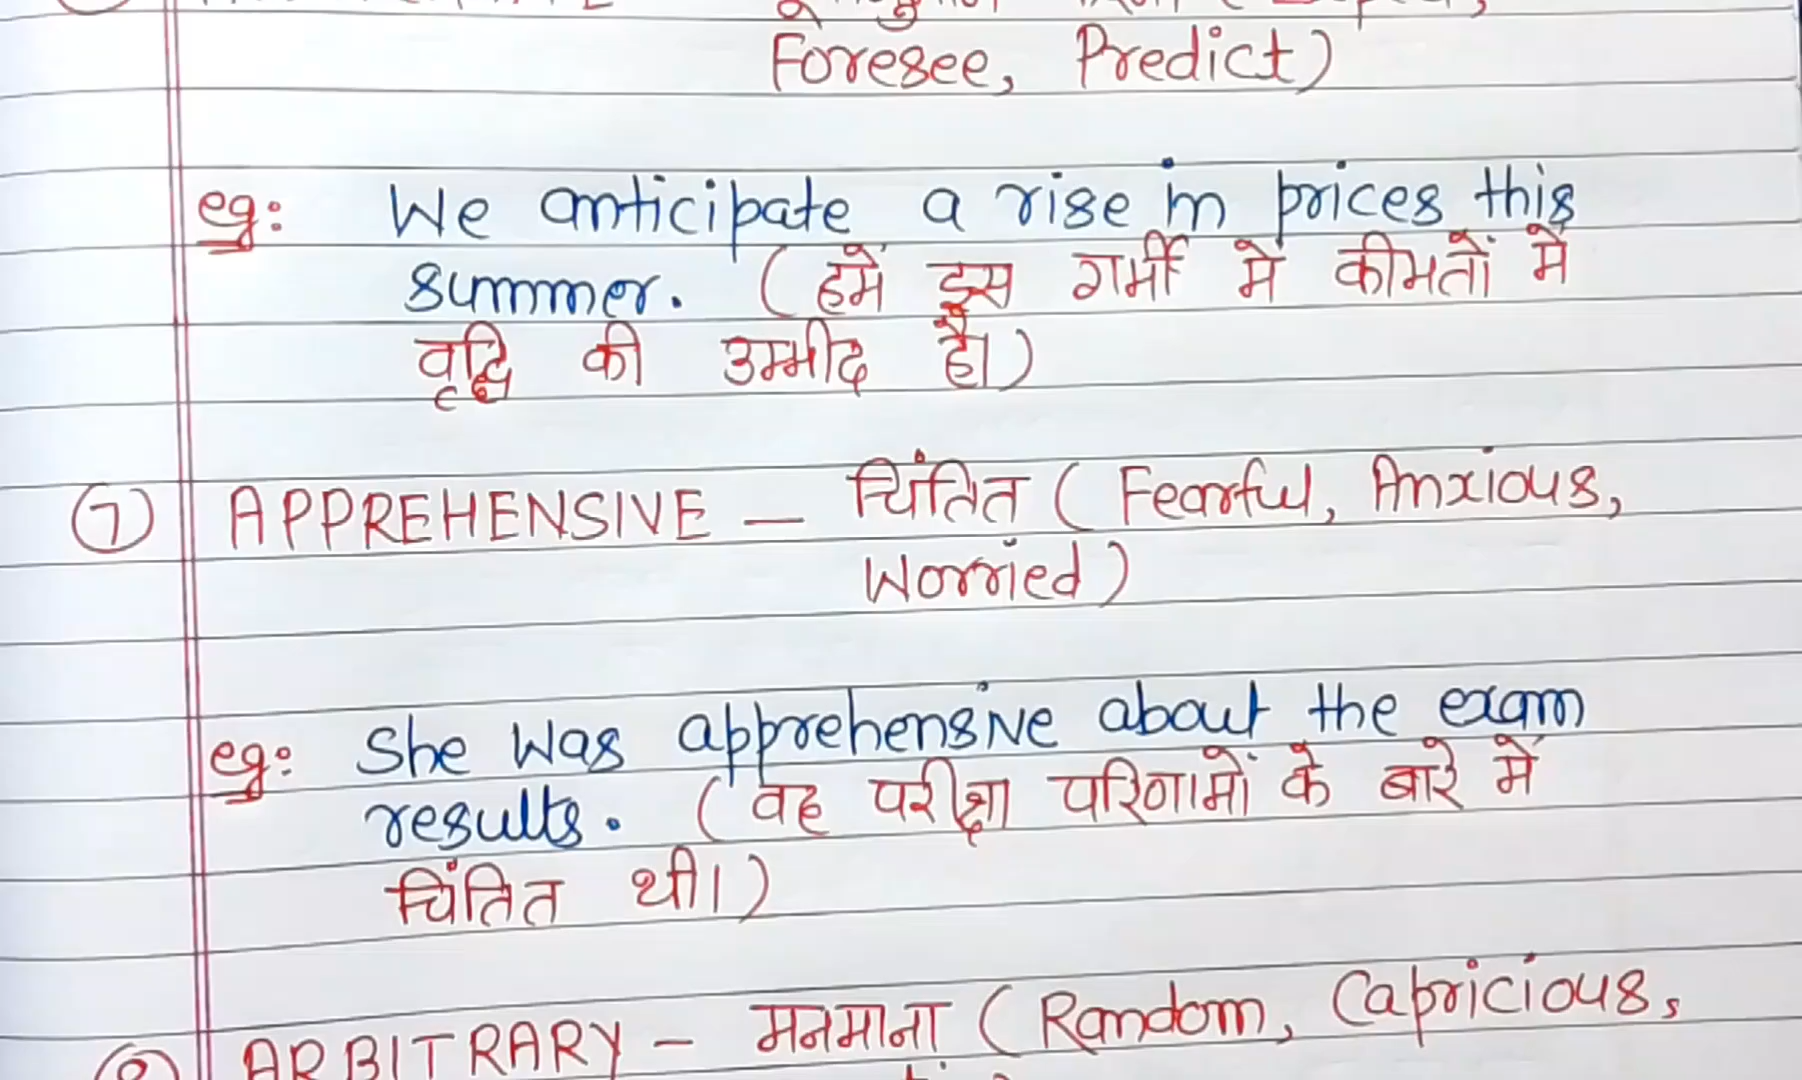 Foresee, Predict)
eg: We anticipate a rise in prices this
summer. (हमें इस गर्मी में कीमतों में
वृद्धि की उम्मीद है।)
7 APPREHENSIVE – चिंतित (Fearful, Anxious,
Worried)
eg: She was apprehensive about the exam
results. (वह परीक्षा परिणामों के बारे में
चिंतित थी।)
8 ARBITRARY – मनमाना (Random, Capricious,